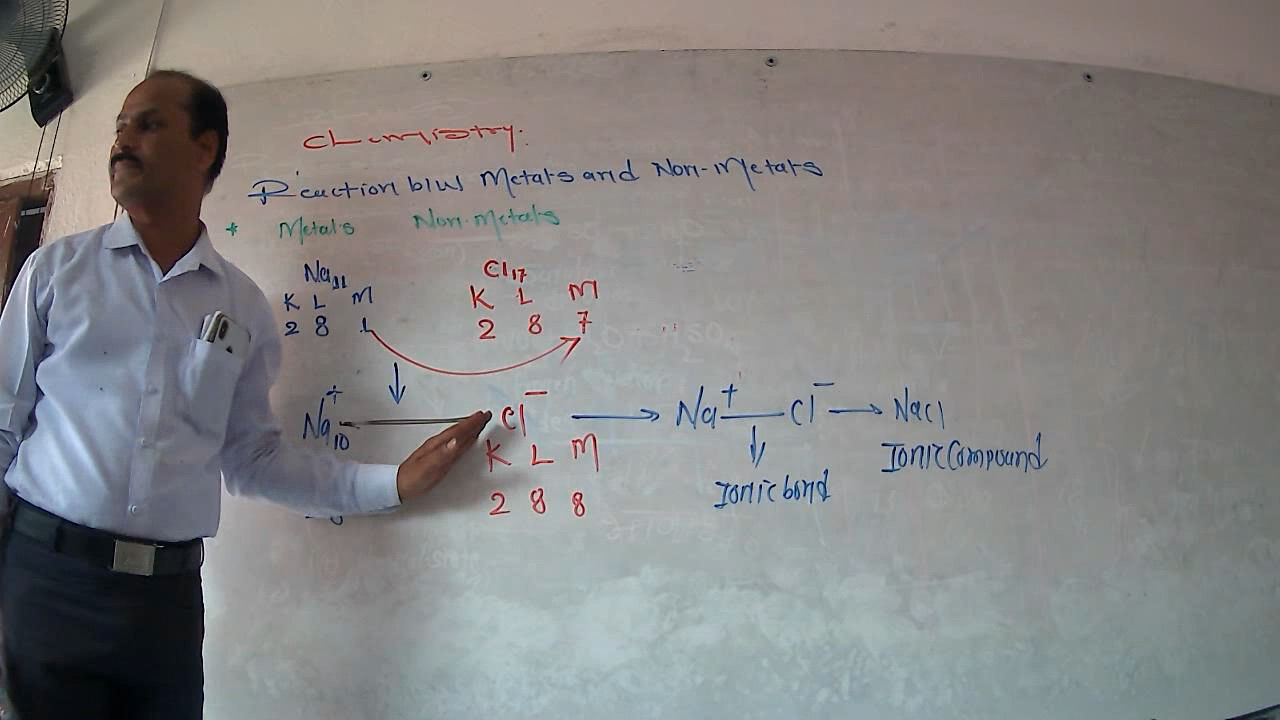 Chemistry.
Reaction b/w Metals and Non-Metals
* Metals Non-Metals
Na11 Cl17
K L M K L M
2 8 1 2 8 7
Na+10 Cl− → Na+ — Cl− → NaCl
K L M
Ionic bond Ionic Compound
2 8 8
8